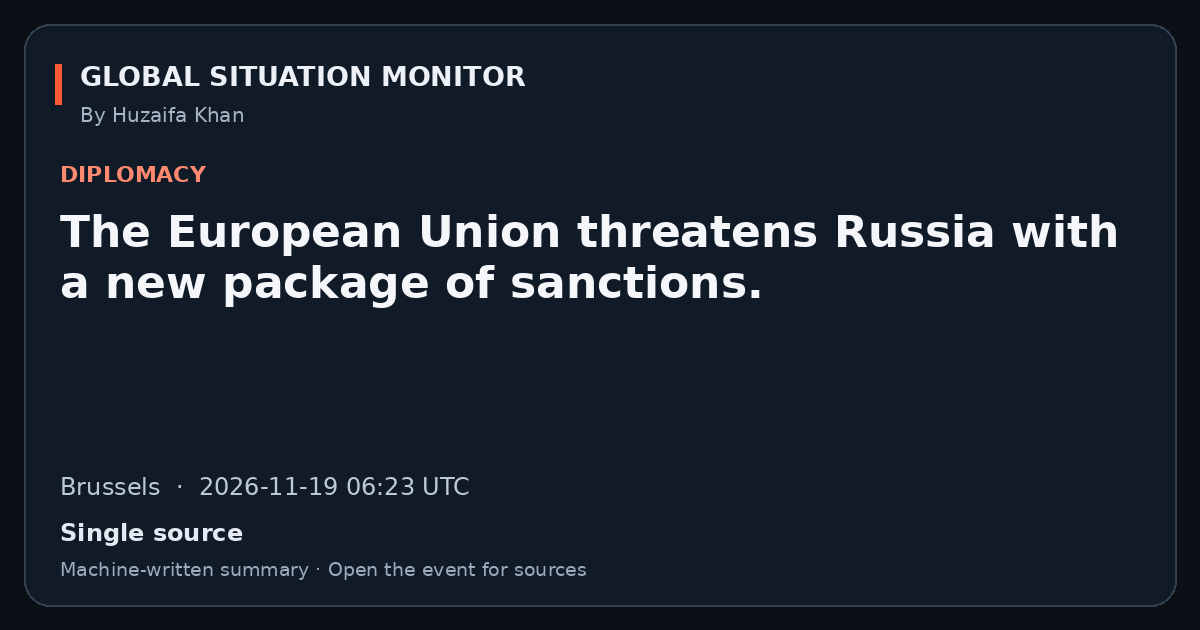 GLOBAL SITUATION MONITOR
By Huzaifa Khan
DIPLOMACY
The European Union threatens Russia with
a new package of sanctions.
Brussels · 2026-11-19 06:23 UTC
Single source
Machine-written summary · Open the event for sources